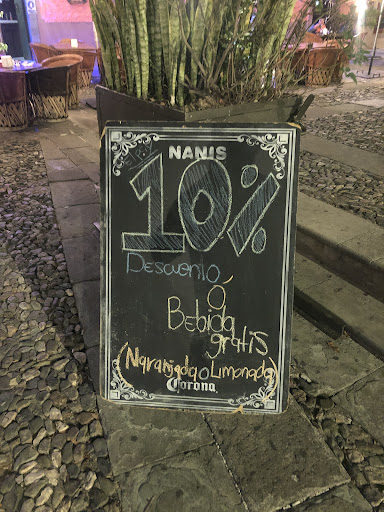 NANIS
10%
Descuento
ó
Bebida
gratis
(Naranjada o Limonada)
Corona